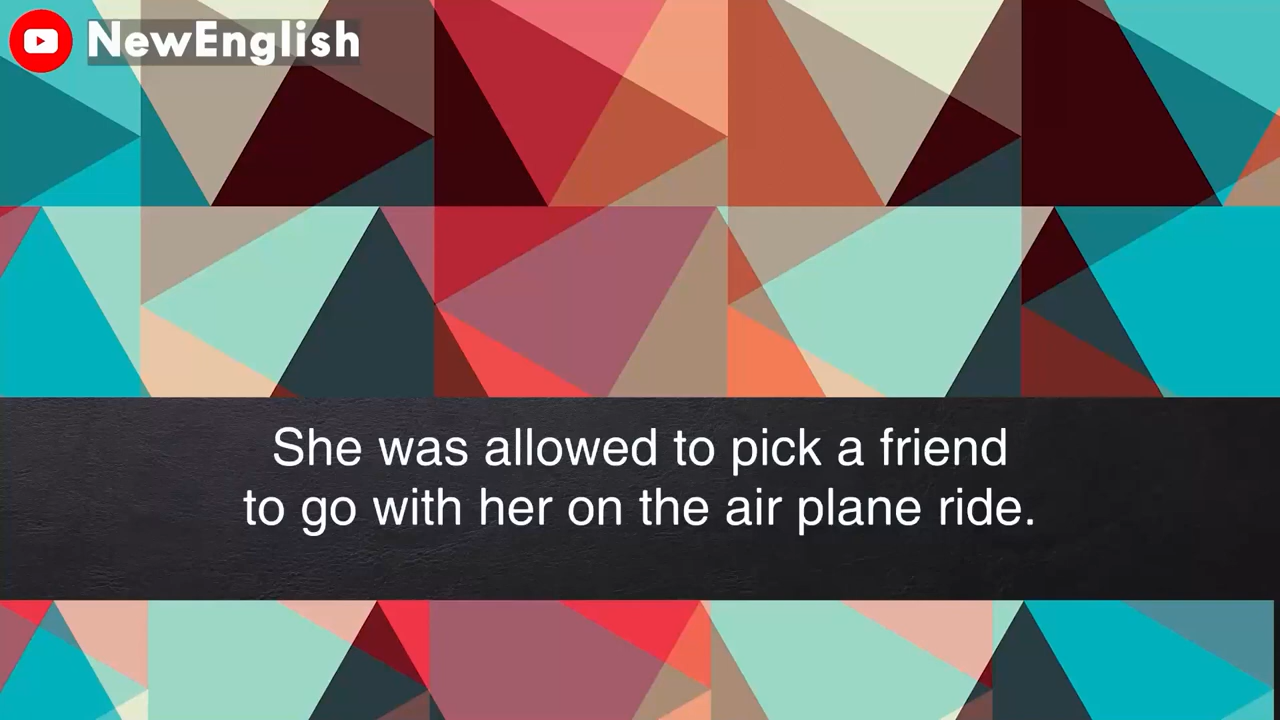 NewEnglish
She was allowed to pick a friend
to go with her on the air plane ride.